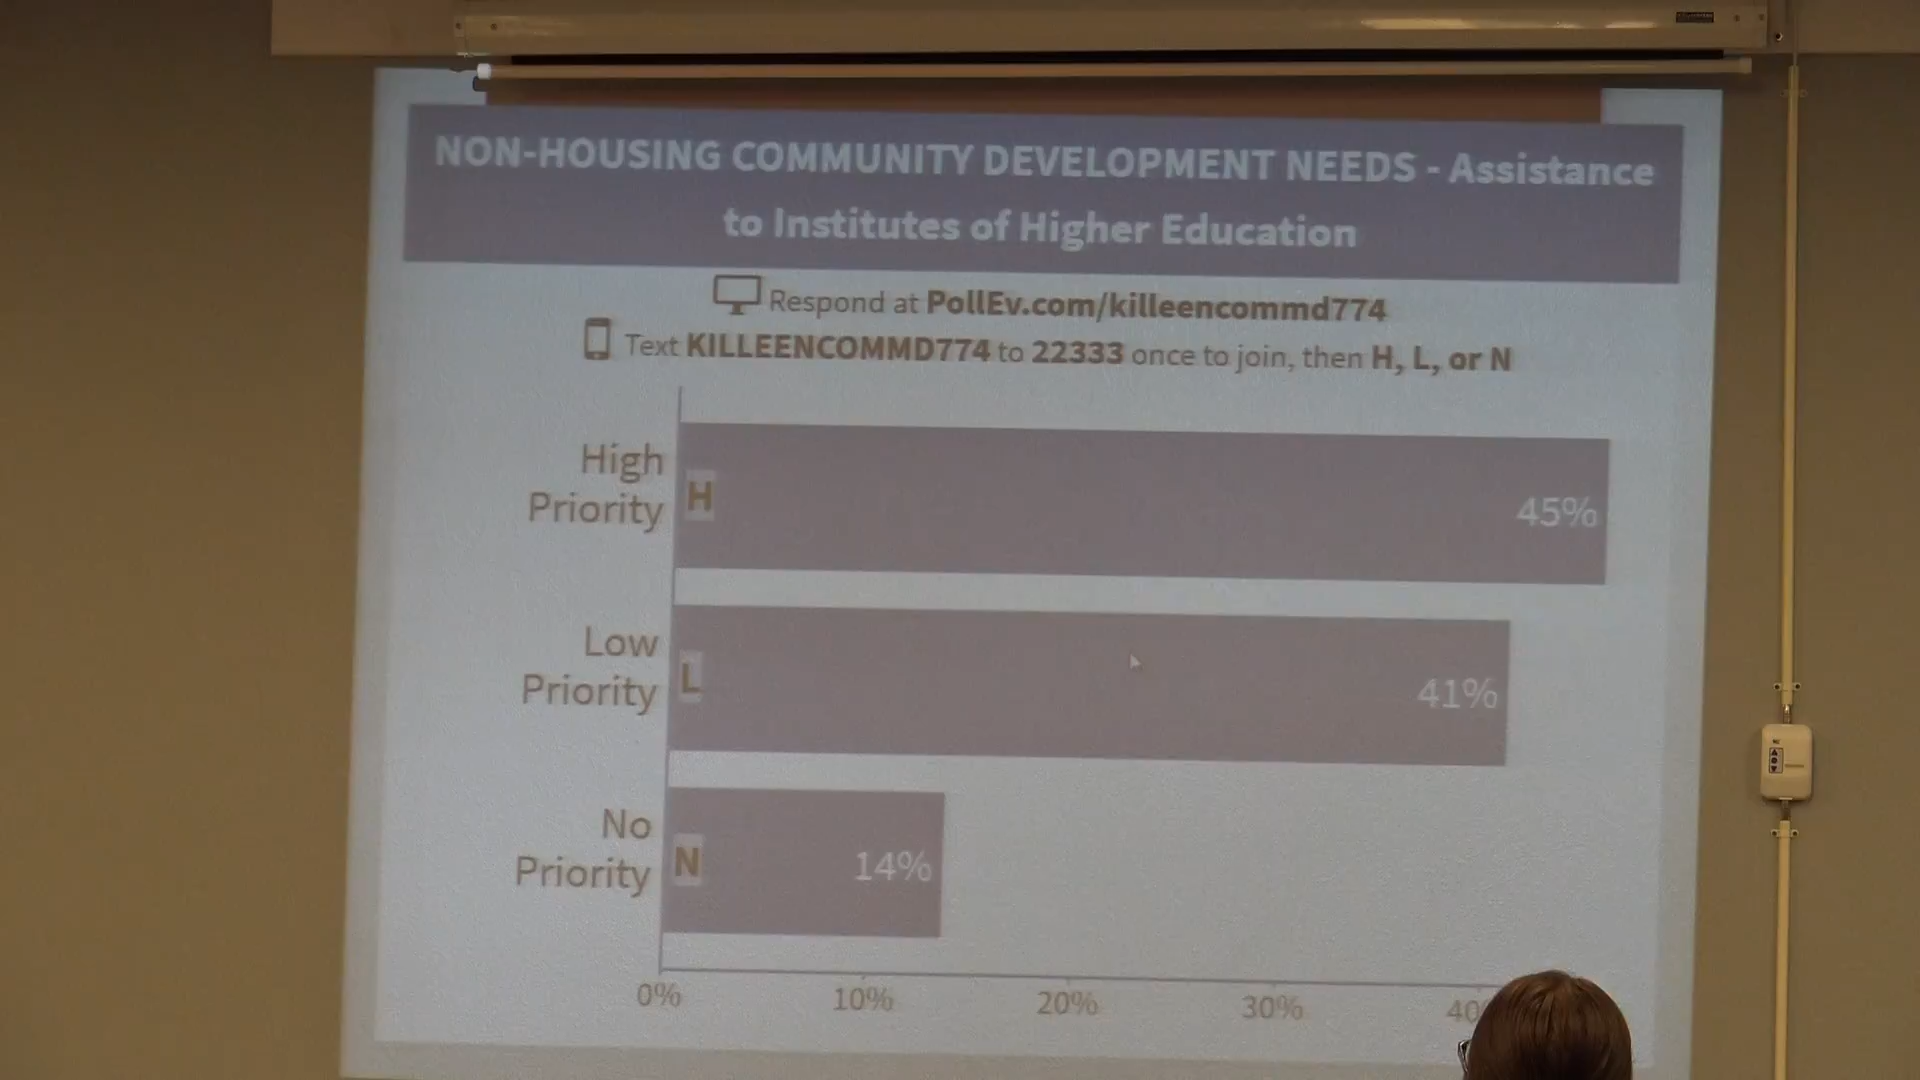 NON-HOUSING COMMUNITY DEVELOPMENT NEEDS - Assistance
to Institutes of Higher Education
Respond at PollEv.com/killeencommd774
Text KILLEENCOMMD774 to 22333 once to join, then H, L, or N
High
Priority
H
45%
Low
Priority
L
41%
No
Priority
N
14%
0% 10% 20% 30% 40